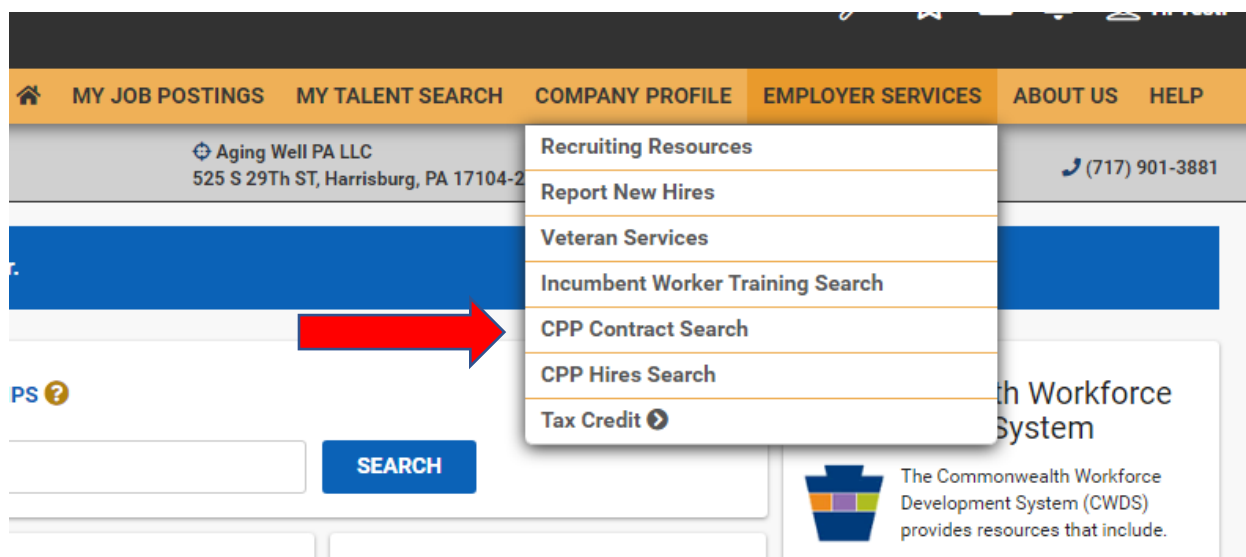 MY JOB POSTINGS MY TALENT SEARCH COMPANY PROFILE EMPLOYER SERVICES ABOUT US HELP
Aging Well PA LLC
525 S 29Th ST, Harrisburg, PA 17104-2
(717) 901-3881
Recruiting Resources
Report New Hires
Veteran Services
Incumbent Worker Training Search
CPP Contract Search
CPP Hires Search
Tax Credit
r.
IPS
SEARCH
th Workforce
System
The Commonwealth Workforce
Development System (CWDS)
provides resources that include.